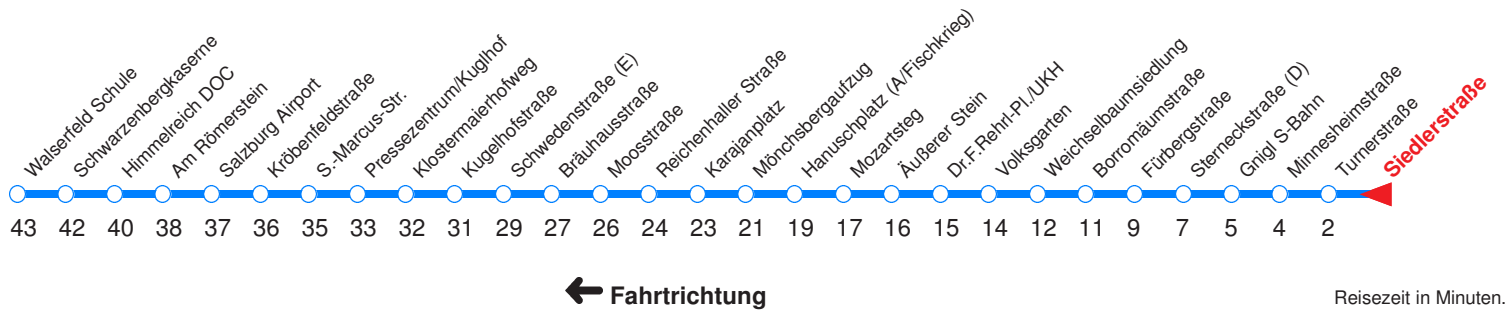 Walserfeld Schule
Schwarzenbergkaserne
Himmelreich DOC
Am Römerstein
Salzburg Airport
Kröbenfeldstraße
S.-Marcus-Str.
Pressezentrum/Kuglhof
Klostermaierhofweg
Kugelhofstraße
Schwedenstraße (E)
Bräuhausstraße
Moosstraße
Reichenhaller Straße
Karajanplatz
Mönchsbergaufzug
Hanuschplatz (A/Fischkrieg)
Mozartsteg
Äußerer Stein
Dr.F.Rehrl-Pl./UKH
Volksgarten
Weichselbaumsiedlung
Borromäumstraße
Fürbergstraße
Sterneckstraße (D)
Gnigl S-Bahn
Minnesheimstraße
Turnerstraße
Siedlerstraße
43 42 40 38 37 36 35 33 32 31 29 27 26 24 23 21 19 17 16 15 14 12 11 9 7 5 4 2
Fahrtrichtung
Reisezeit in Minuten.